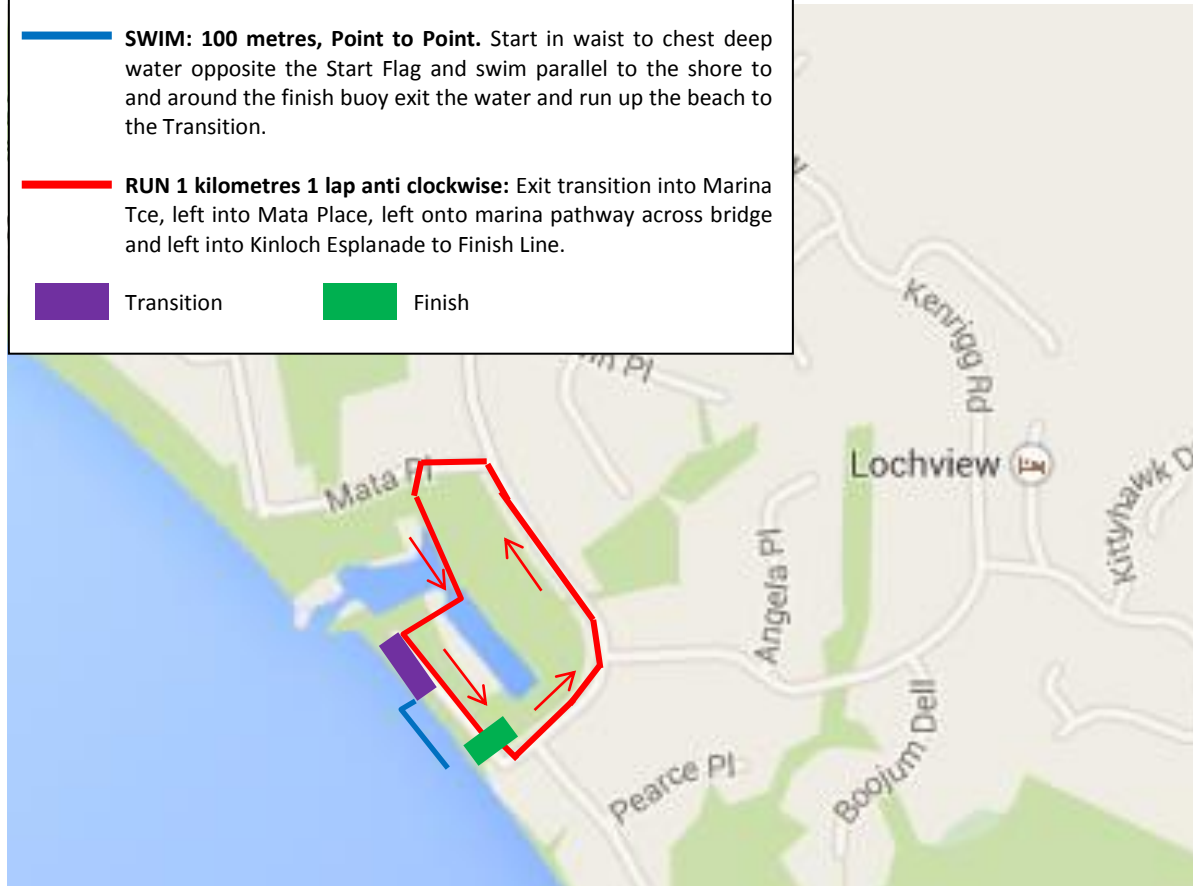 SWIM: 100 metres, Point to Point. Start in waist to chest deep
water opposite the Start Flag and swim parallel to the shore to
and around the finish buoy exit the water and run up the beach to
the Transition.
RUN 1 kilometres 1 lap anti clockwise: Exit transition into Marina
Tce, left into Mata Place, left onto marina pathway across bridge
and left into Kinloch Esplanade to Finish Line.
Transition
Finish
Kenrigg Rd
Pl
Lochview
Mata Pl
Kittyhawk D
Angela Pl
Boojum Dell
Pearce Pl